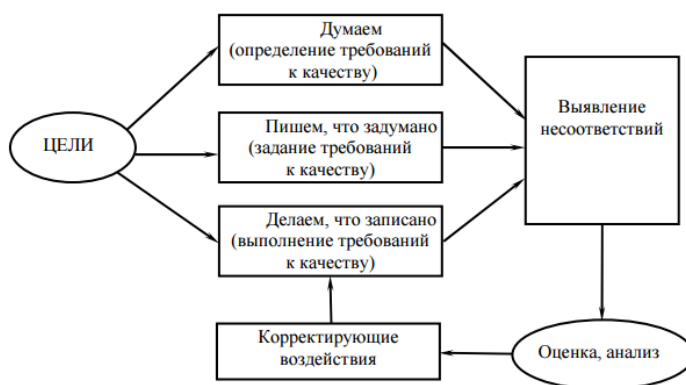 Думаем
(определение требований
к качеству)
ЦЕЛИ
Пишем, что задумано
(задание требований
к качеству)
Делаем, что записано
(выполнение требований
к качеству)
Выявление
несоответствий
Корректирующие
воздействия
Оценка, анализ